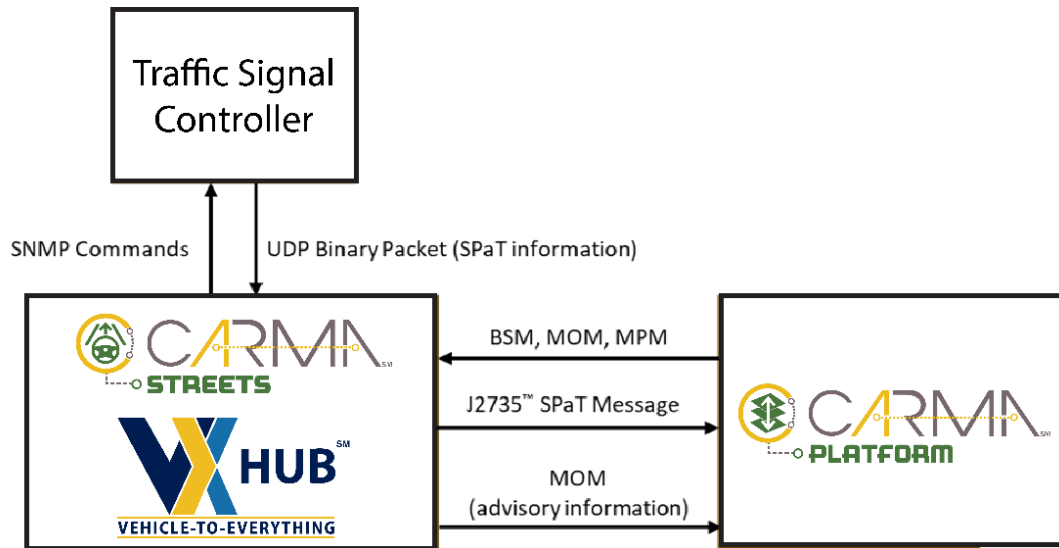 Traffic Signal
Controller
SNMP Commands
UDP Binary Packet (SPaT information)
CARMA SM
STREETS
VX HUB SM
VEHICLE-TO-EVERYTHING
BSM, MOM, MPM
J2735™ SPaT Message
MOM
(advisory information)
CARMA SM
PLATFORM